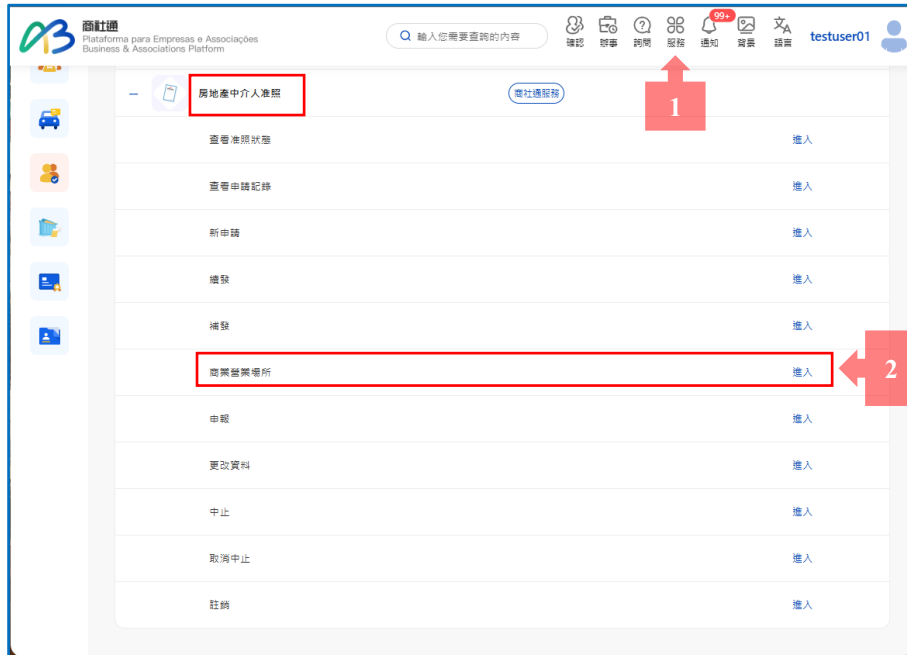 商社通
Plataforma para Empresas e Associações
Business & Associations Platform
輸入您需要查詢的內容
確認
辦事
詢問
服務
99+
通知
背景
語言
testuser01
1
房地產中介人准照
商社通服務
查看准照狀態 進入
查看申請記錄 進入
新申請 進入
續發 進入
補發 進入
商業營業場所 進入
2
申報 進入
更改資料 進入
中止 進入
取消中止 進入
註銷 進入